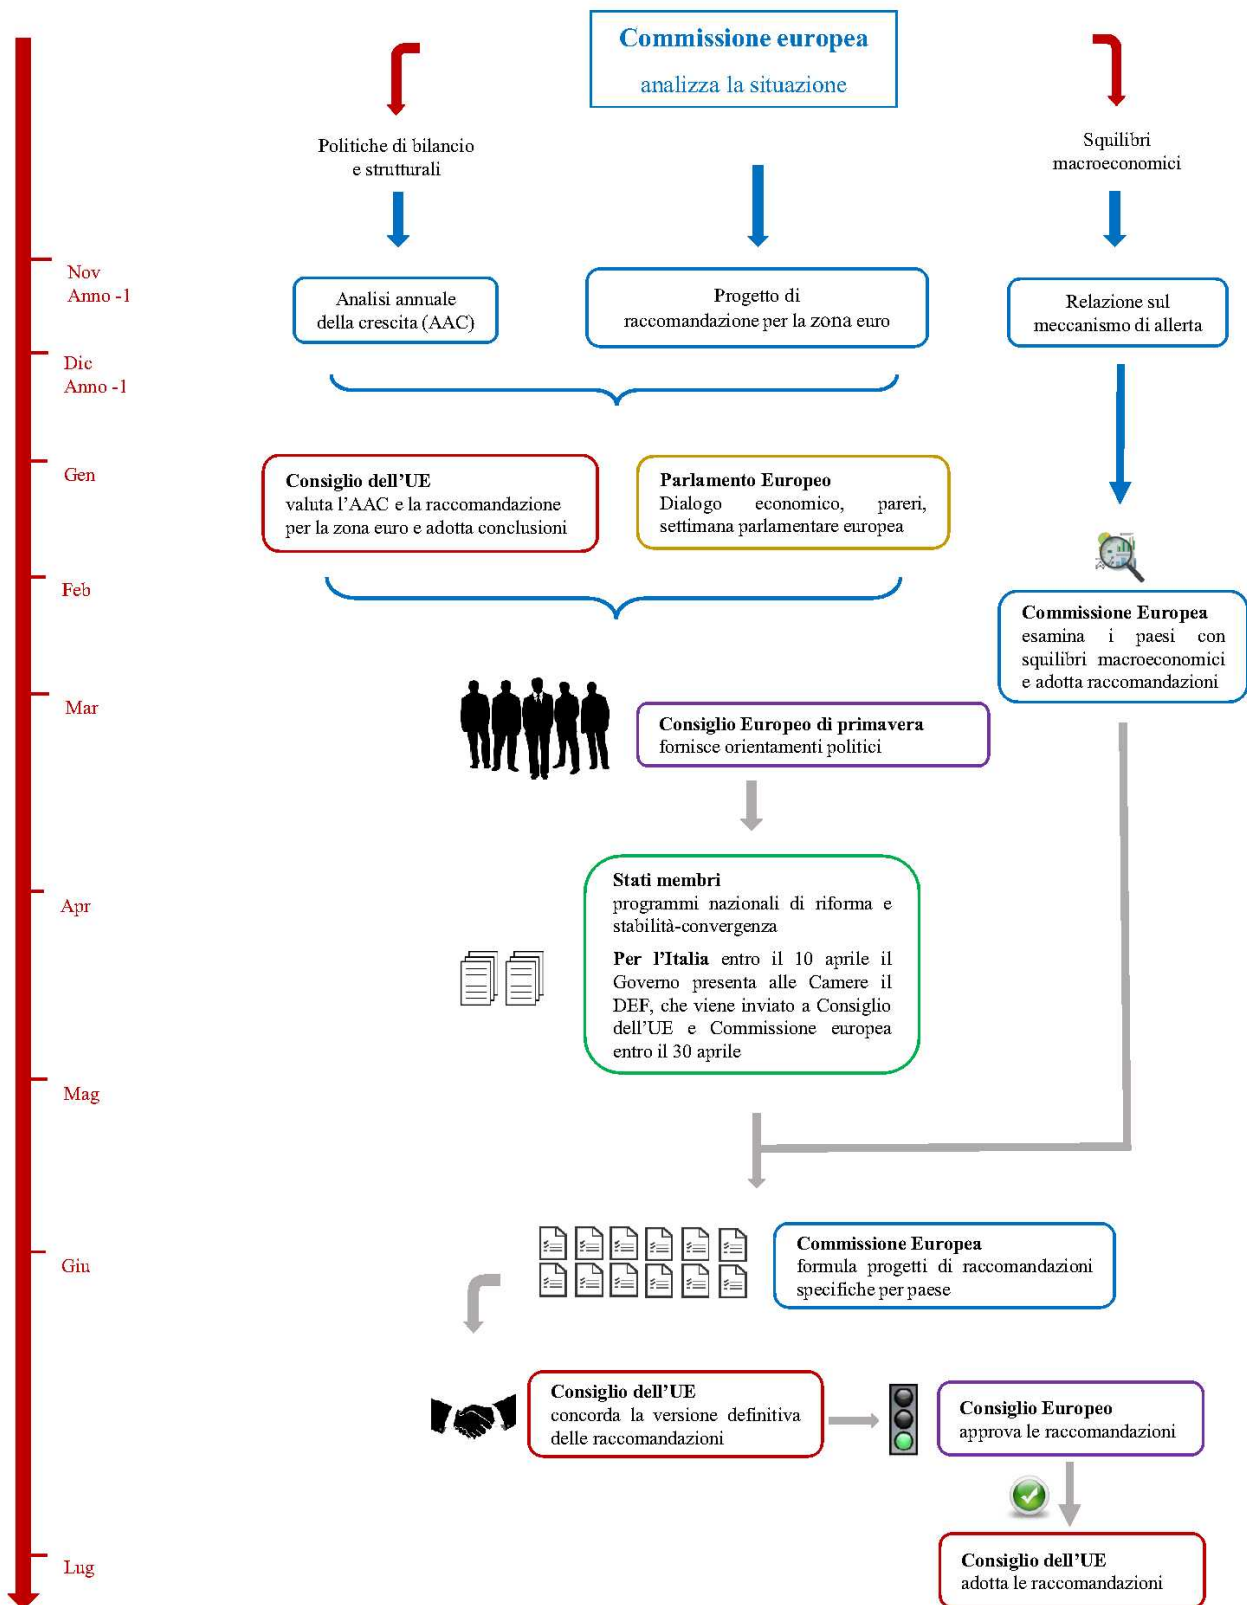 Commissione europea
analizza la situazione
Politiche di bilancio
e strutturali
Squilibri
macroeconomici
Nov
Anno -1
Analisi annuale
della crescita (AAC)
Progetto di
raccomandazione per la zona euro
Relazione sul
meccanismo di allerta
Dic
Anno -1
Gen
Consiglio dell’UE
valuta l’AAC e la raccomandazione
per la zona euro e adotta conclusioni
Parlamento Europeo
Dialogo economico, pareri,
settimana parlamentare europea
Feb
Commissione Europea
esamina i paesi con
squilibri macroeconomici
e adotta raccomandazioni
Mar
Consiglio Europeo di primavera
fornisce orientamenti politici
Apr
Stati membri
programmi nazionali di riforma e
stabilità-convergenza
Per l’Italia entro il 10 aprile il
Governo presenta alle Camere il
DEF, che viene inviato a Consiglio
dell’UE e Commissione europea
entro il 30 aprile
Mag
Giu
Commissione Europea
formula progetti di raccomandazioni
specifiche per paese
Consiglio dell’UE
concorda la versione definitiva
delle raccomandazioni
Consiglio Europeo
approva le raccomandazioni
Lug
Consiglio dell’UE
adotta le raccomandazioni